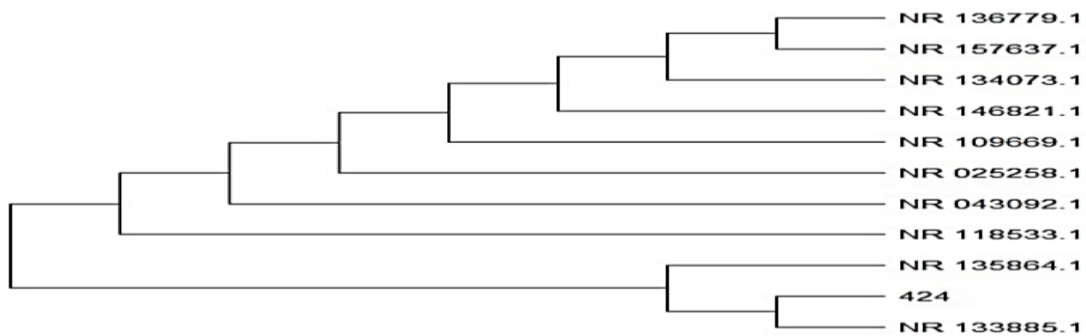 NR 136779.1
NR 157637.1
NR 134073.1
NR 146821.1
NR 109669.1
NR 025258.1
NR 043092.1
NR 118533.1
NR 135864.1
424
NR 133885.1